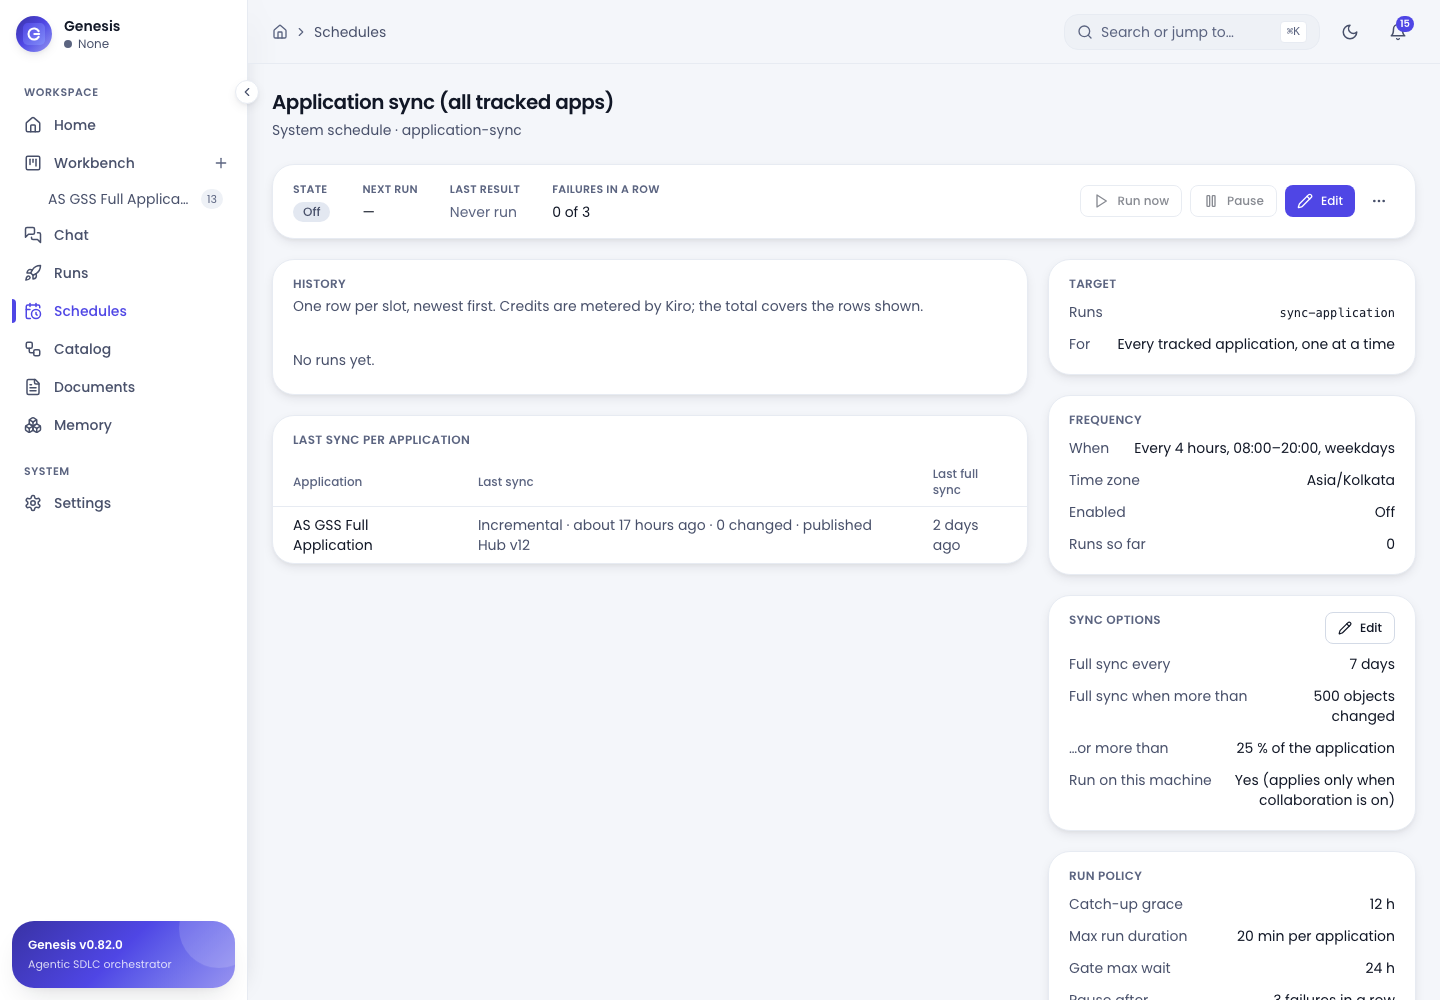 Genesis
None
WORKSPACE
Home
Workbench
AS GSS Full Applica... 13
Chat
Runs
Schedules
Catalog
Documents
Memory
SYSTEM
Settings
Genesis v0.82.0
Agentic SDLC orchestrator
Schedules
Search or jump to...
⌘K
15
Application sync (all tracked apps)
System schedule · application-sync
STATE
Off
NEXT RUN
—
LAST RESULT
Never run
FAILURES IN A ROW
0 of 3
Run now
Pause
Edit
HISTORY
One row per slot, newest first. Credits are metered by Kiro; the total covers the rows shown.
No runs yet.
LAST SYNC PER APPLICATION
Application
Last sync
Last full
sync
AS GSS Full
Application
Incremental · about 17 hours ago · 0 changed · published
Hub v12
2 days
ago
TARGET
Runs sync-application
For Every tracked application, one at a time
FREQUENCY
When Every 4 hours, 08:00–20:00, weekdays
Time zone Asia/Kolkata
Enabled Off
Runs so far 0
SYNC OPTIONS
Edit
Full sync every 7 days
Full sync when more than 500 objects
changed
...or more than 25 % of the application
Run on this machine Yes (applies only when
collaboration is on)
RUN POLICY
Catch-up grace 12 h
Max run duration 20 min per application
Gate max wait 24 h
Pause after 3 failures in a row